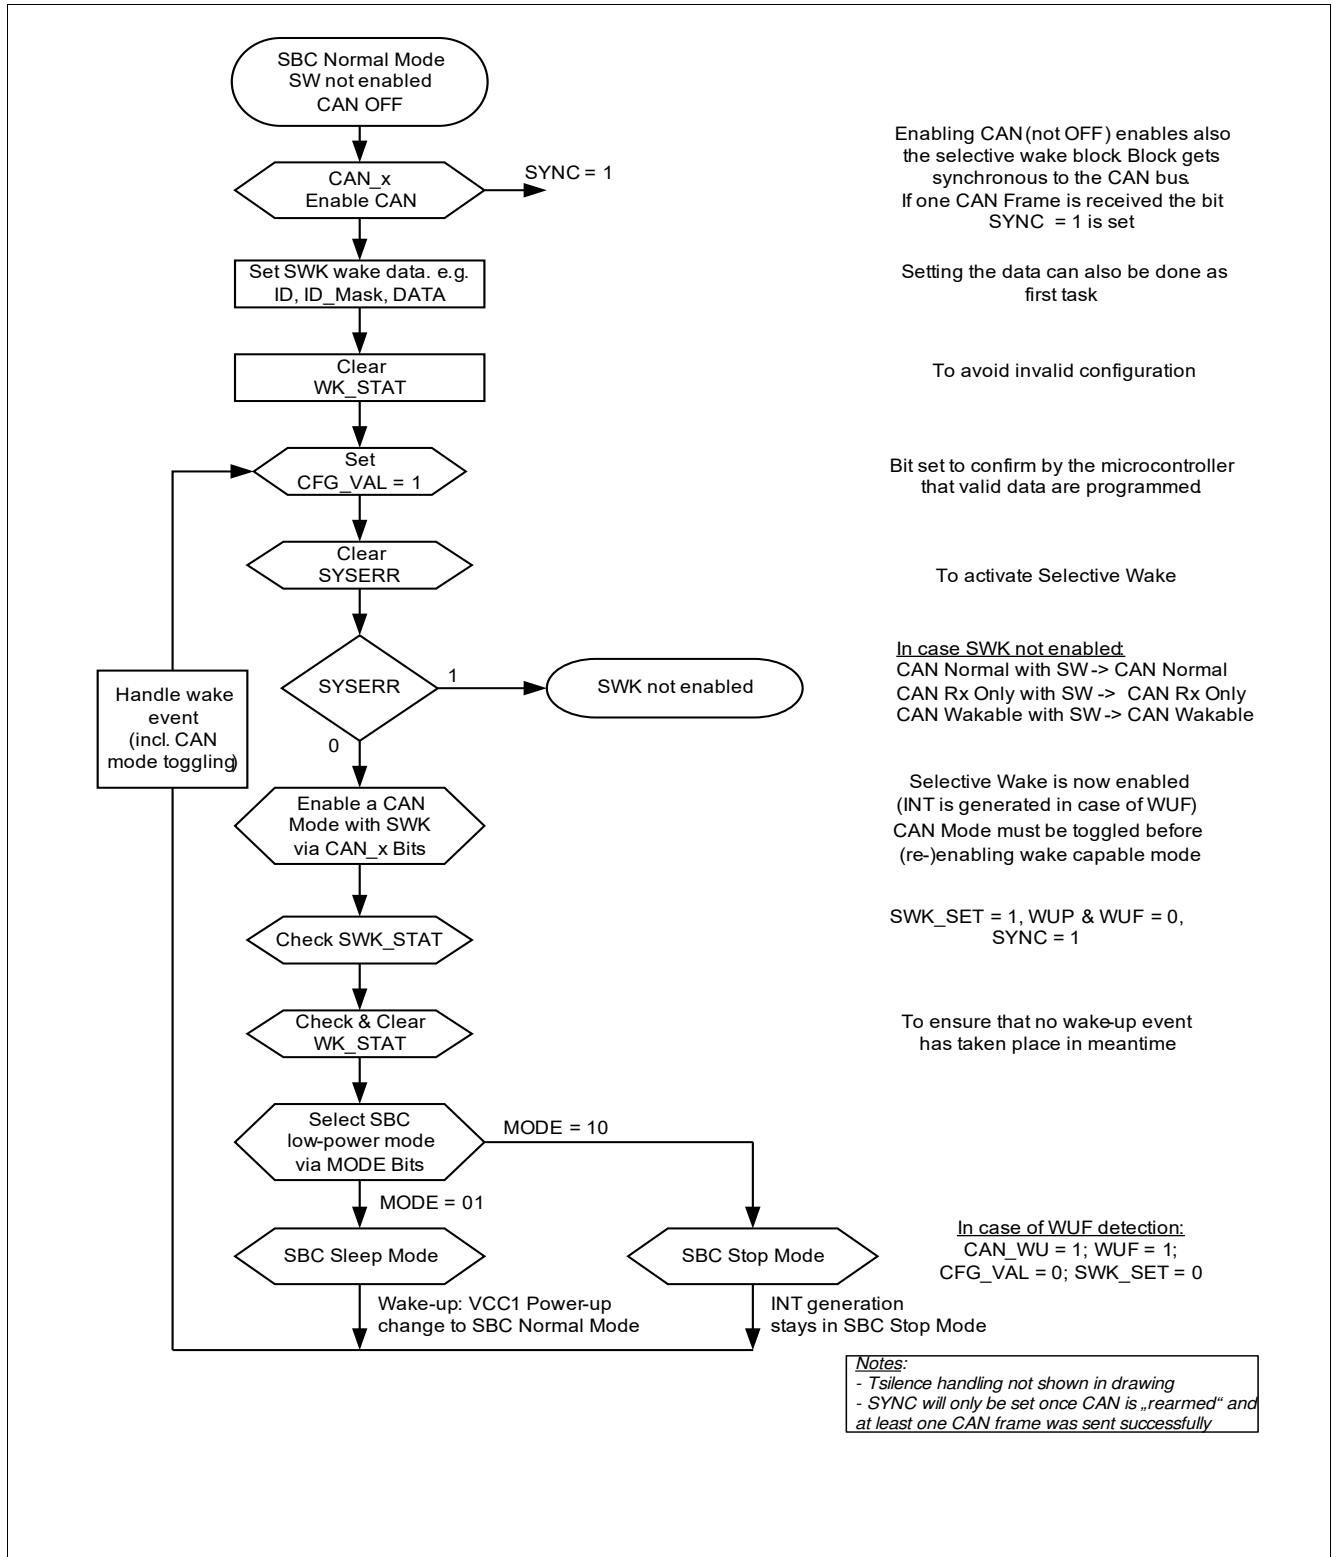 SBC Normal Mode
SW not enabled
CAN OFF
CAN_x
Enable CAN
SYNC = 1
Enabling CAN (not OFF) enables also
the selective wake block. Block gets
synchronous to the CAN bus.
If one CAN Frame is received the bit
SYNC = 1 is set
Set SWK wake data. e.g.
ID, ID_Mask, DATA
Setting the data can also be done as
first task
Clear
WK_STAT
To avoid invalid configuration
Set
CFG_VAL = 1
Bit set to confirm by the microcontroller
that valid data are programmed.
Clear
SYSERR
To activate Selective Wake
SYSERR
1
0
SWK not enabled
In case SWK not enabled:
CAN Normal with SW -> CAN Normal
CAN Rx Only with SW -> CAN Rx Only
CAN Wakable with SW -> CAN Wakable
Handle wake
event
(incl. CAN
mode toggling)
Enable a CAN
Mode with SWK
via CAN_x Bits
Selective Wake is now enabled
(INT is generated in case of WUF)
CAN Mode must be toggled before
(re-)enabling wake capable mode
Check SWK_STAT
SWK_SET = 1, WUP & WUF = 0,
SYNC = 1
Check & Clear
WK_STAT
To ensure that no wake-up event
has taken place in meantime
Select SBC
low-power mode
via MODE Bits
MODE = 10
MODE = 01
SBC Sleep Mode
SBC Stop Mode
In case of WUF detection:
CAN_WU = 1; WUF = 1;
CFG_VAL = 0; SWK_SET = 0
Wake-up: VCC1 Power-up
change to SBC Normal Mode
INT generation
stays in SBC Stop Mode
Notes:
- Tsilence handling not shown in drawing
- SYNC will only be set once CAN is „rearmed“ and
at least one CAN frame was sent successfully